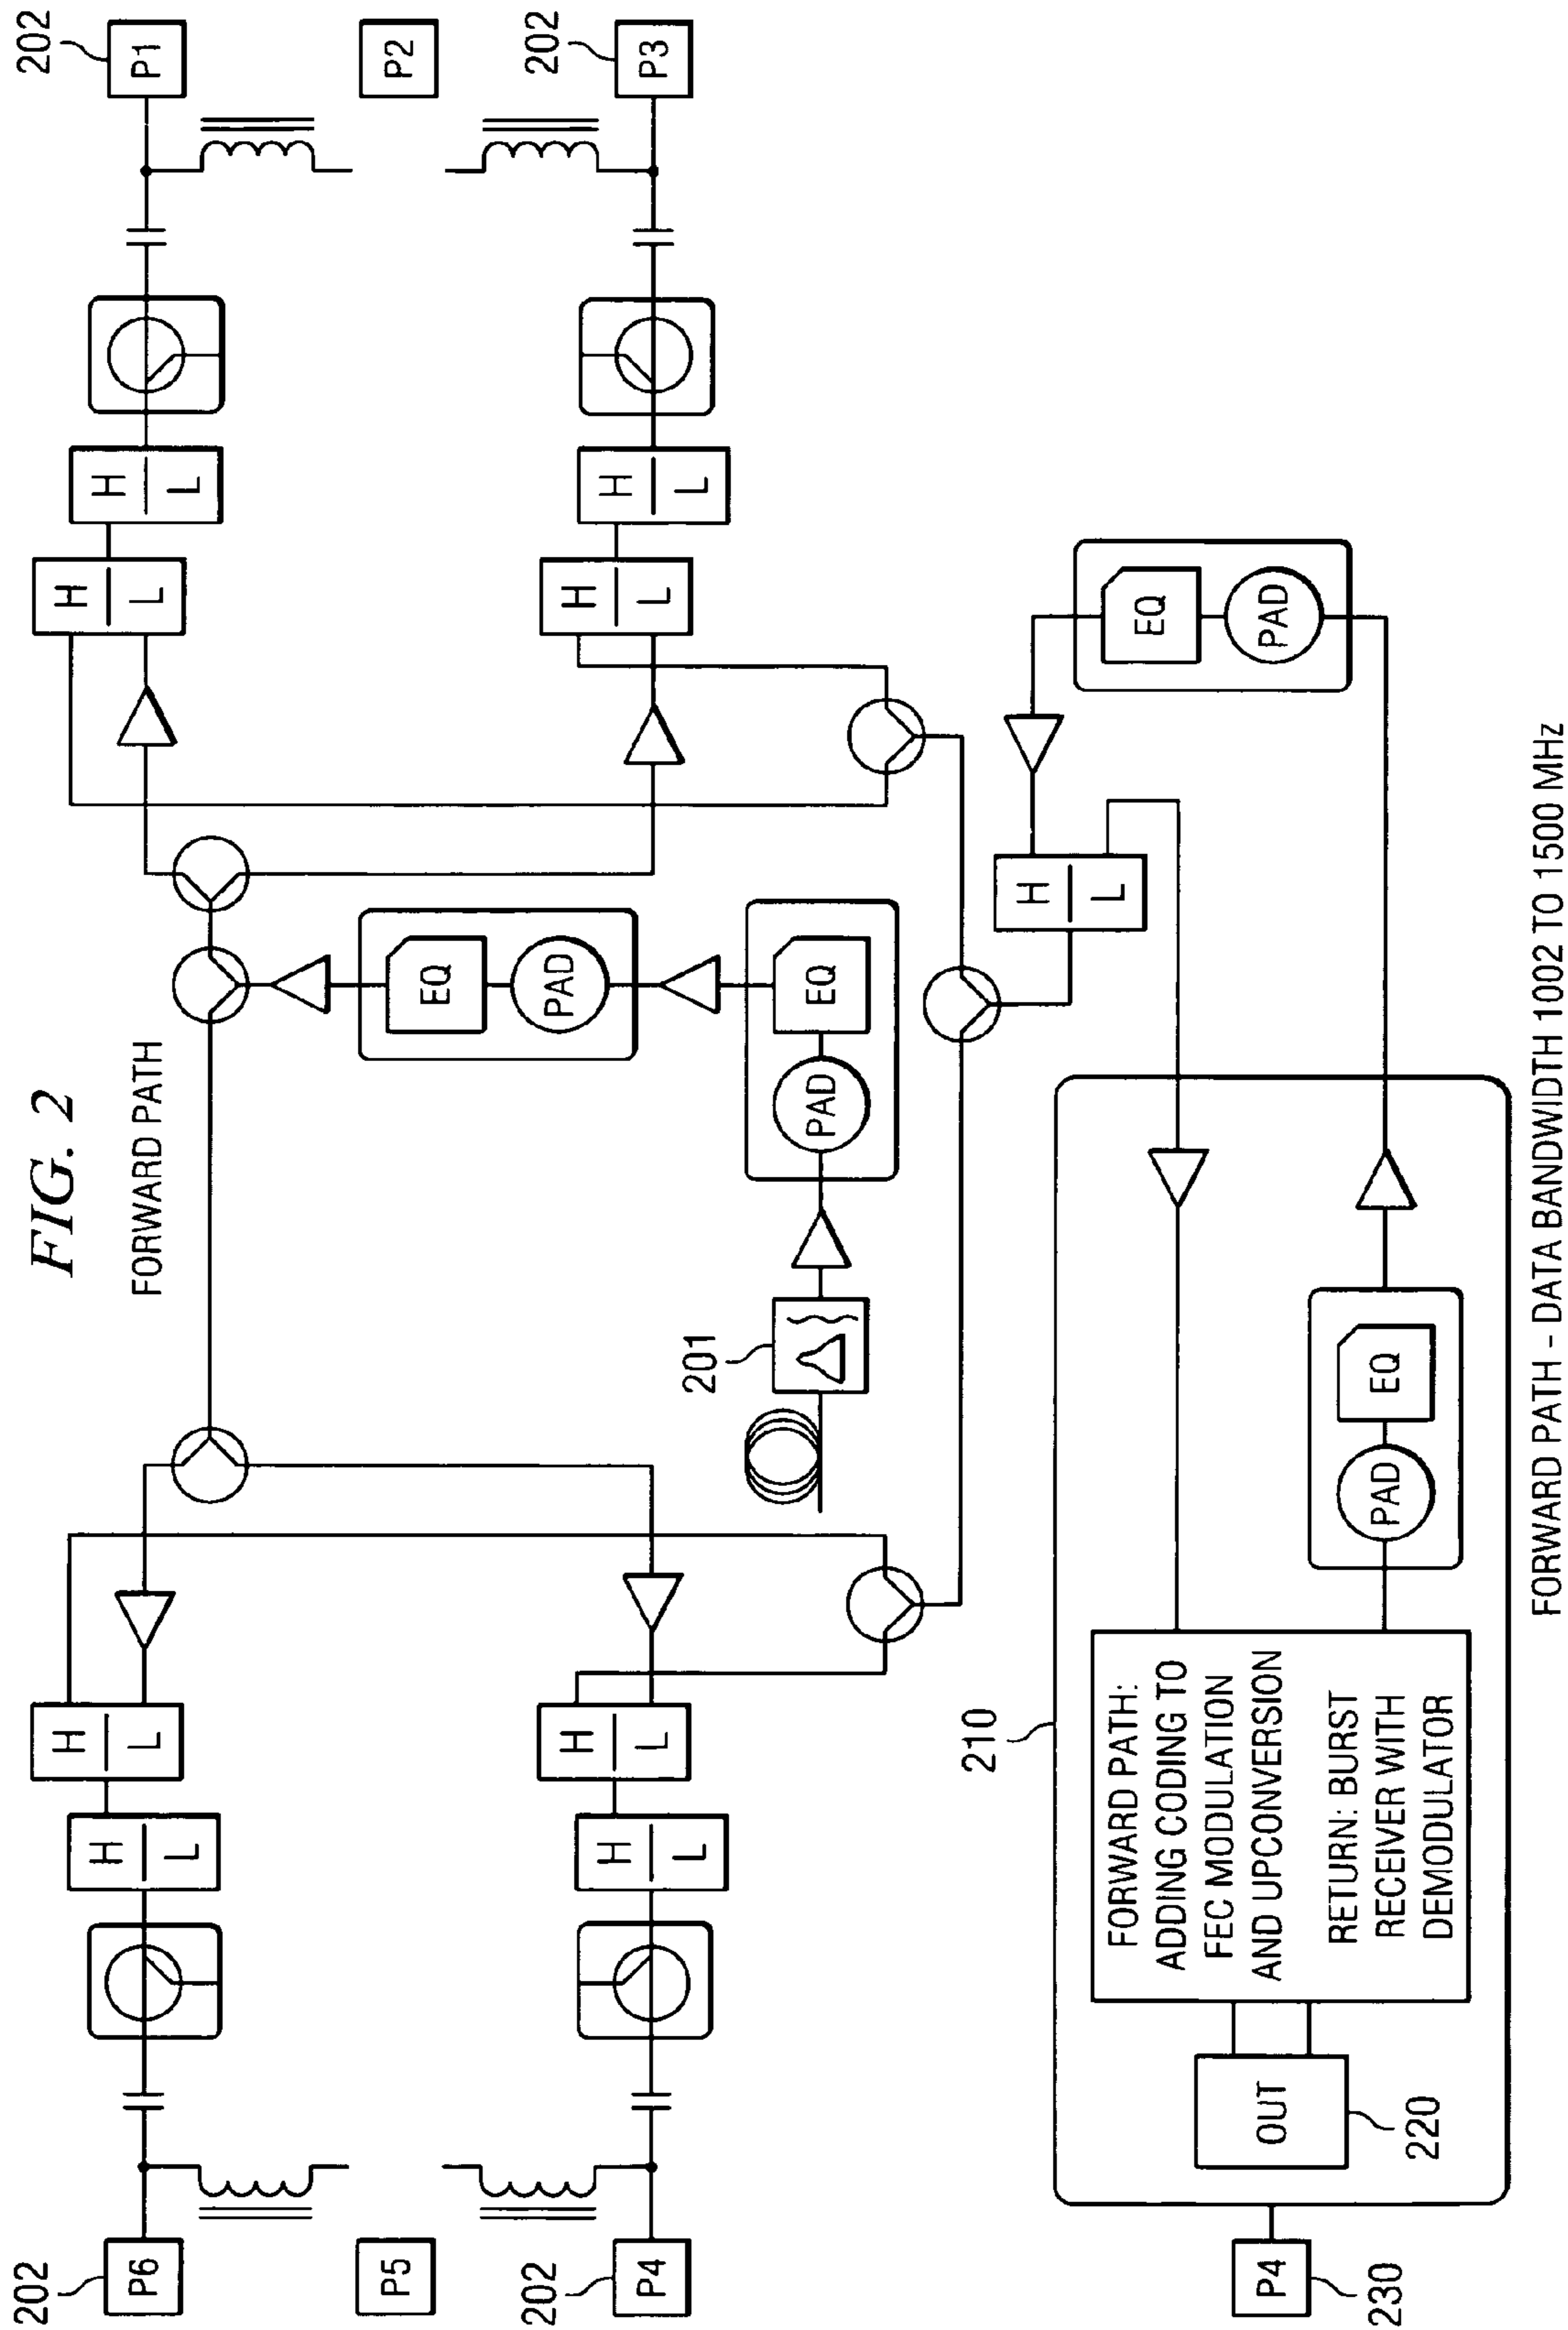 FIG. 2
FORWARD PATH
202
P6
P5
202
P4
H
L
H
L
H
L
H
L
201
PAD
EQ
PAD
EQ
H
L
H
L
H
L
H
L
202
P1
P2
202
P3
H
L
EQ
PAD
210
FORWARD PATH:
ADDING CODING TO
FEC MODULATION
AND UPCONVERSION
RETURN: BURST
RECEIVER WITH
DEMODULATOR
PAD
EQ
OUT
220
P4
230
FORWARD PATH - DATA BANDWIDTH 1002 TO 1500 MHz